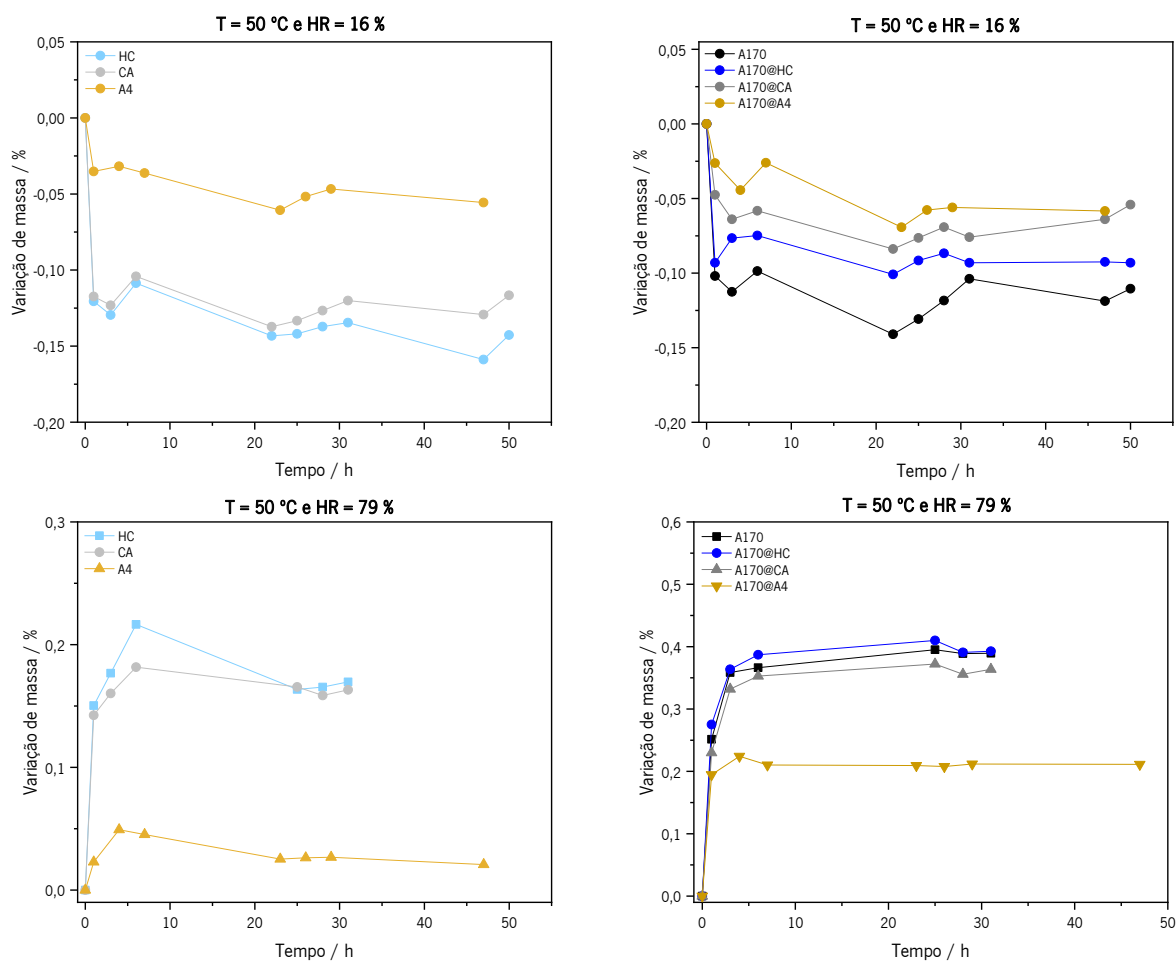 T = 50 ºC e HR = 16 %
0,05
0,00
-0,05
-0,10
-0,15
-0,20
Variação de massa / %
HC
CA
A4
0
10
20
30
40
50
Tempo / h
T = 50 ºC e HR = 16 %
0,05
0,00
-0,05
-0,10
-0,15
-0,20
Variação de massa / %
A170
A170@HC
A170@CA
A170@A4
0
10
20
30
40
50
Tempo / h
T = 50 ºC e HR = 79 %
0,3
0,2
0,1
0,0
Variação de massa / %
HC
CA
A4
0
10
20
30
40
50
Tempo / h
T = 50 ºC e HR = 79 %
0,6
0,5
0,4
0,3
0,2
0,1
0,0
Variação de massa / %
A170
A170@HC
A170@CA
A170@A4
0
10
20
30
40
50
Tempo / h